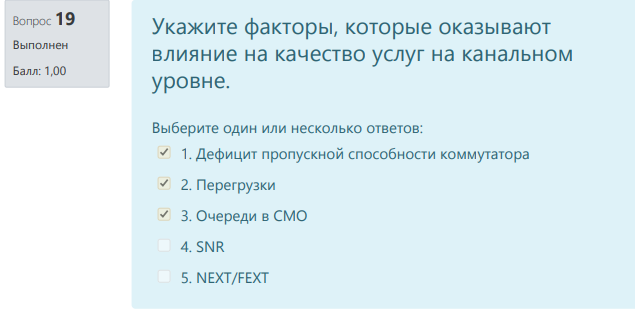 Вопрос 19
Выполнен
Балл: 1,00
Укажите факторы, которые оказывают
влияние на качество услуг на канальном
уровне.
Выберите один или несколько ответов:
1. Дефицит пропускной способности коммутатора
2. Перегрузки
3. Очереди в СМО
4. SNR
5. NEXT/FEXT